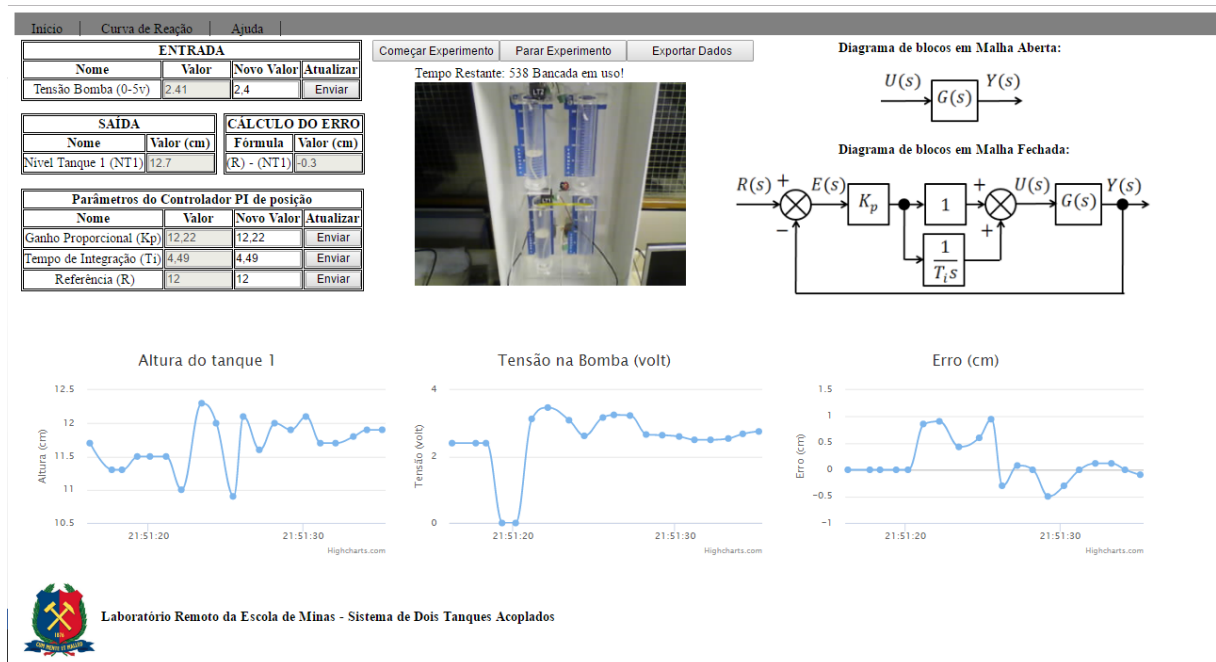 Início | Curva de Reação | Ajuda |
ENTRADA
Nome Valor Novo Valor Atualizar
Tensão Bomba (0-5v) 2.41 2,4 Enviar
SAÍDA
Nome Valor (cm)
Nível Tanque 1 (NT1) 12.7
CÁLCULO DO ERRO
Fórmula Valor (cm)
(R) - (NT1) -0.3
Parâmetros do Controlador PI de posição
Nome Valor Novo Valor Atualizar
Ganho Proporcional (Kp) 12,22 12,22 Enviar
Tempo de Integração (Ti) 4,49 4,49 Enviar
Referência (R) 12 12 Enviar
Começar Experimento Parar Experimento Exportar Dados
Tempo Restante: 538 Bancada em uso!
LT2
Diagrama de blocos em Malha Aberta:
U(s) G(s) Y(s)
Diagrama de blocos em Malha Fechada:
R(s) + − E(s) Kp 1 + + U(s) G(s) Y(s)
1
Tis
Altura do tanque 1
Altura (cm)
12.5
12
11.5
11
10.5
21:51:20 21:51:30
Highcharts.com
Tensão na Bomba (volt)
Tensão (volt)
4
2
0
21:51:20 21:51:30
Highcharts.com
Erro (cm)
Erro (cm)
1.5
1
0.5
0
−0.5
−1
21:51:20 21:51:30
Highcharts.com
1876
CUM MENTE ET MALLEO
Laboratório Remoto da Escola de Minas - Sistema de Dois Tanques Acoplados